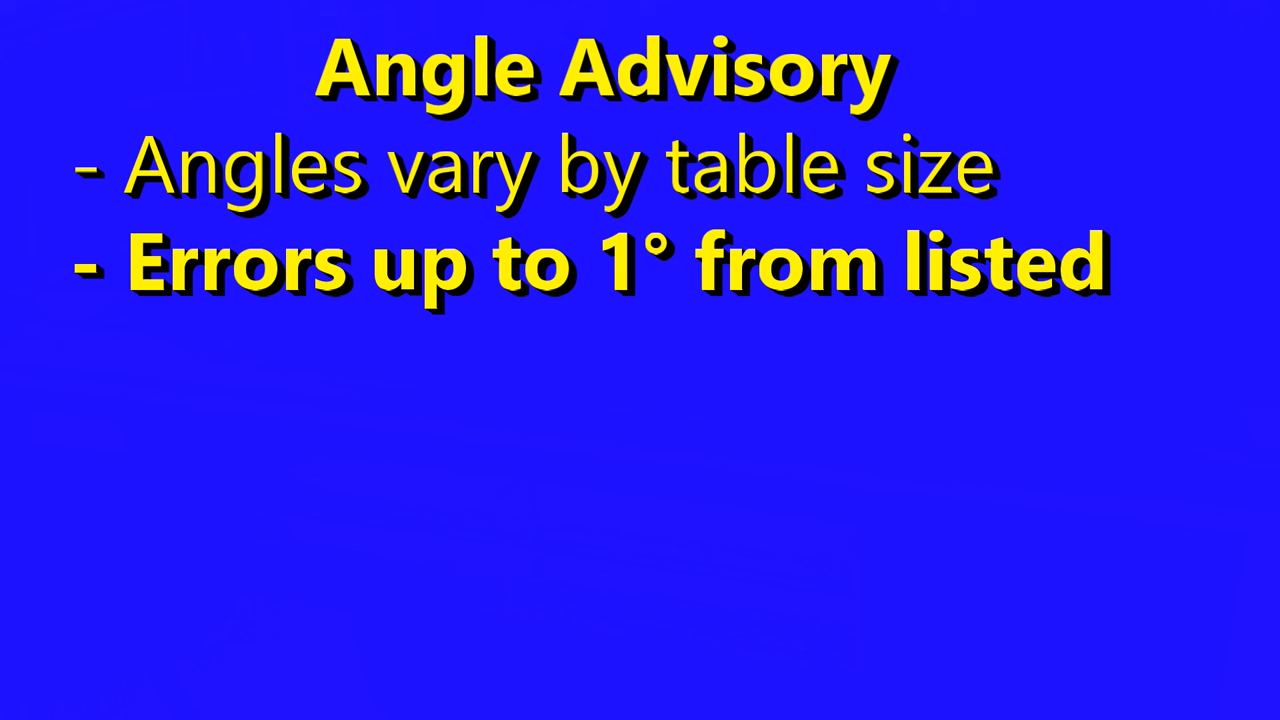 Angle Advisory
- Angles vary by table size
- Errors up to 1° from listed